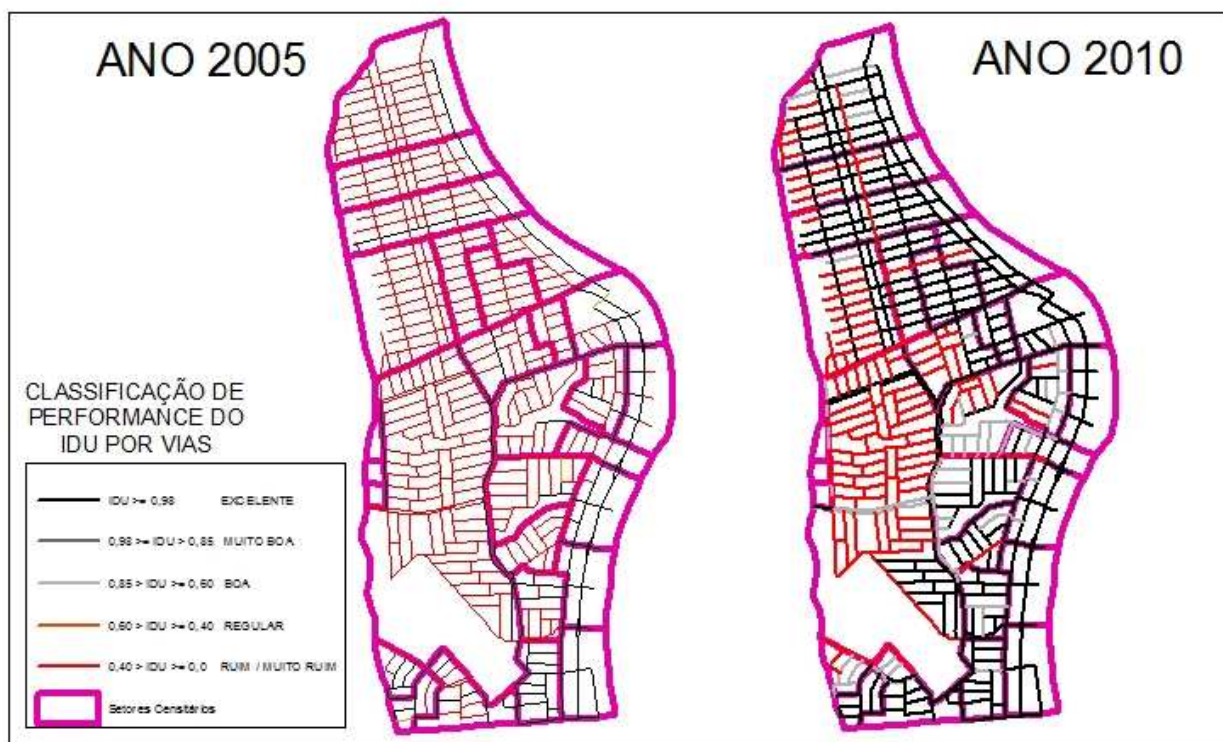 ANO 2005
ANO 2010
CLASSIFICAÇÃO DE
PERFORMANCE DO
IDU POR VIAS
IDU >= 0,98 EXCELENTE
0,98 >= IDU > 0,85 MUITO BOA
0,85 > IDU >= 0,60 BOA
0,60 > IDU >= 0,40 REGULAR
0,40 > IDU >= 0,0 RUIM / MUITO RUIM
Setores Censitários